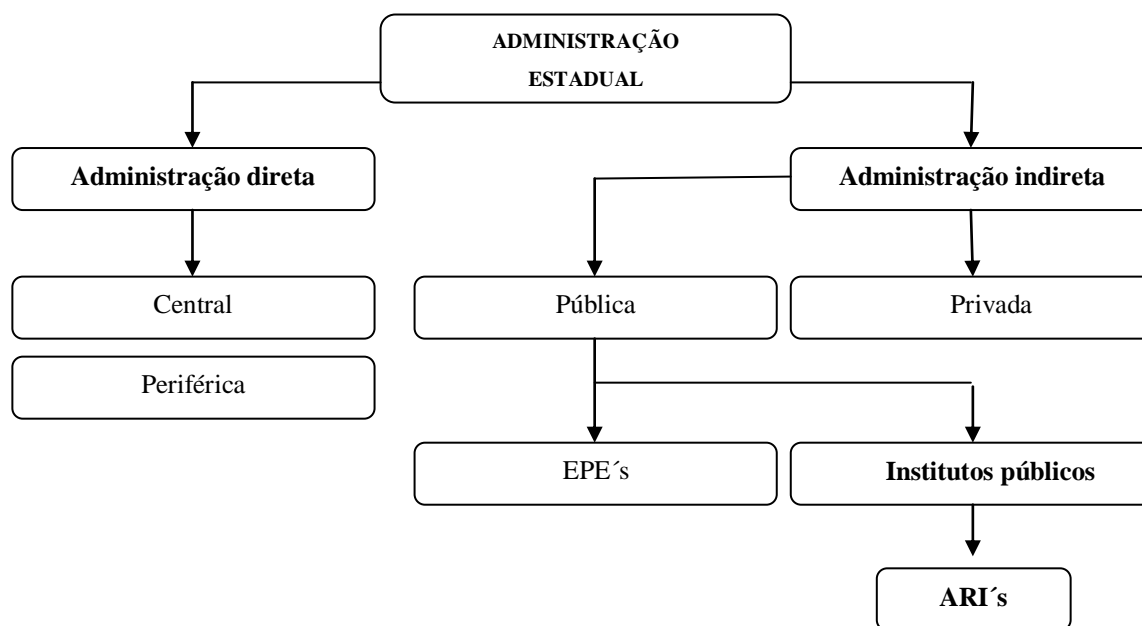 ADMINISTRAÇÃO
ESTADUAL
Administração direta
Administração indireta
Central
Pública
Privada
Periférica
EPE´s
Institutos públicos
ARI´s